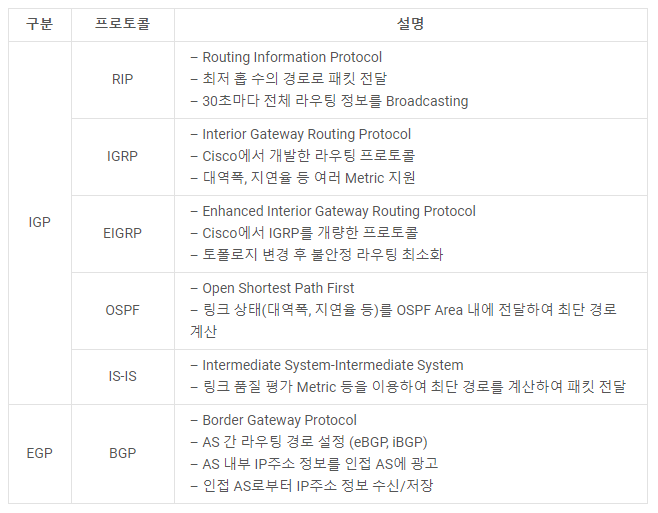 구분 프로토콜 설명
IGP
RIP
– Routing Information Protocol
– 최저 홉 수의 경로로 패킷 전달
– 30초마다 전체 라우팅 정보를 Broadcasting
IGRP
– Interior Gateway Routing Protocol
– Cisco에서 개발한 라우팅 프로토콜
– 대역폭, 지연율 등 여러 Metric 지원
EIGRP
– Enhanced Interior Gateway Routing Protocol
– Cisco에서 IGRP를 개량한 프로토콜
– 토폴로지 변경 후 불안정 라우팅 최소화
OSPF
– Open Shortest Path First
– 링크 상태(대역폭, 지연율 등)를 OSPF Area 내에 전달하여 최단 경로
계산
IS-IS
– Intermediate System-Intermediate System
– 링크 품질 평가 Metric 등을 이용하여 최단 경로를 계산하여 패킷 전달
EGP
BGP
– Border Gateway Protocol
– AS 간 라우팅 경로 설정 (eBGP, iBGP)
– AS 내부 IP주소 정보를 인접 AS에 광고
– 인접 AS로부터 IP주소 정보 수신/저장